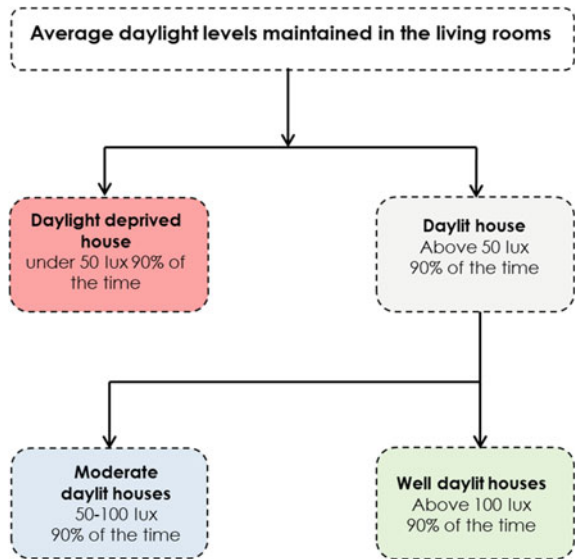 Average daylight levels maintained in the living rooms
Daylight deprived
house
under 50 lux 90% of
the time
Daylit house
Above 50 lux
90% of the time
Moderate
daylit houses
50-100 lux
90% of the time
Well daylit houses
Above 100 lux
90% of the time